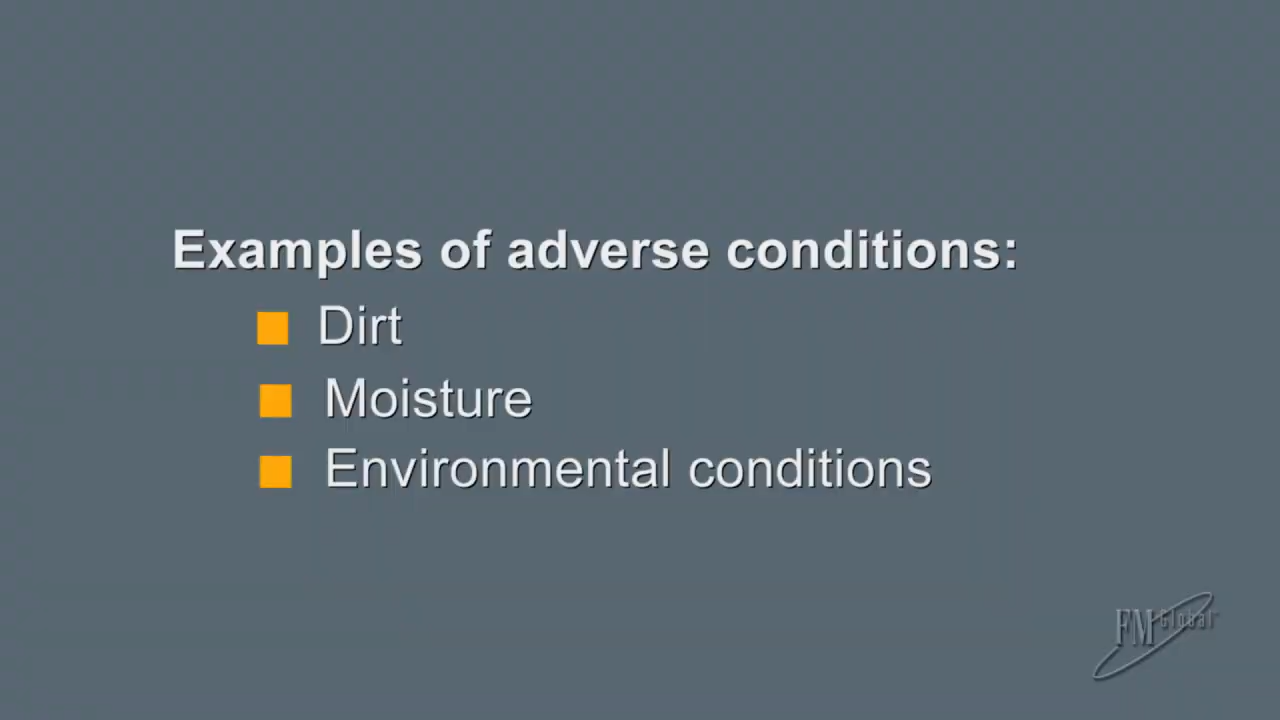 Examples of adverse conditions:
Dirt
Moisture
Environmental conditions
FM Global